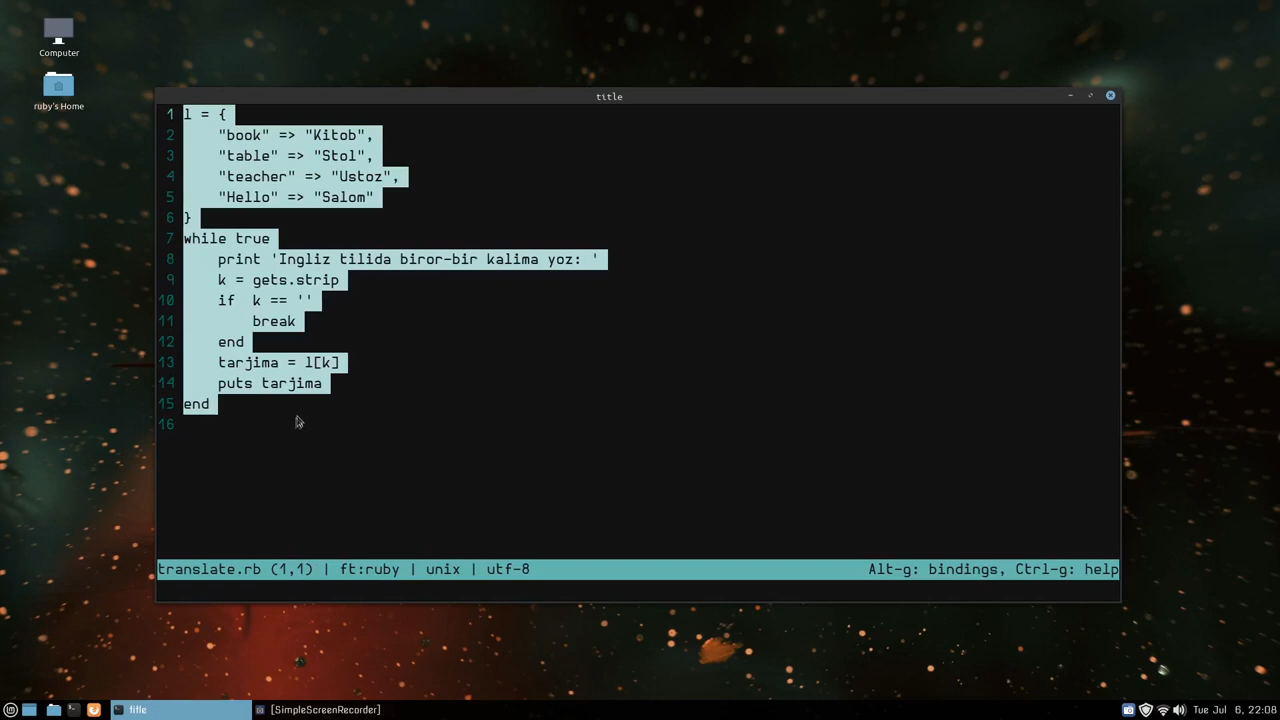 Computer
ruby's Home
title
1 l = {
2     "book" => "Kitob",
3     "table" => "Stol",
4     "teacher" => "Ustoz",
5     "Hello" => "Salom"
6 }
7 while true
8     print 'Ingliz tilida biror-bir kalima yoz: '
9     k = gets.strip
10     if  k == ''
11         break
12     end
13     tarjima = l[k]
14     puts tarjima
15 end
16
translate.rb (1,1) | ft:ruby | unix | utf-8 Alt-g: bindings, Ctrl-g: help
title [SimpleScreenRecorder] Tue Jul 6, 22:08